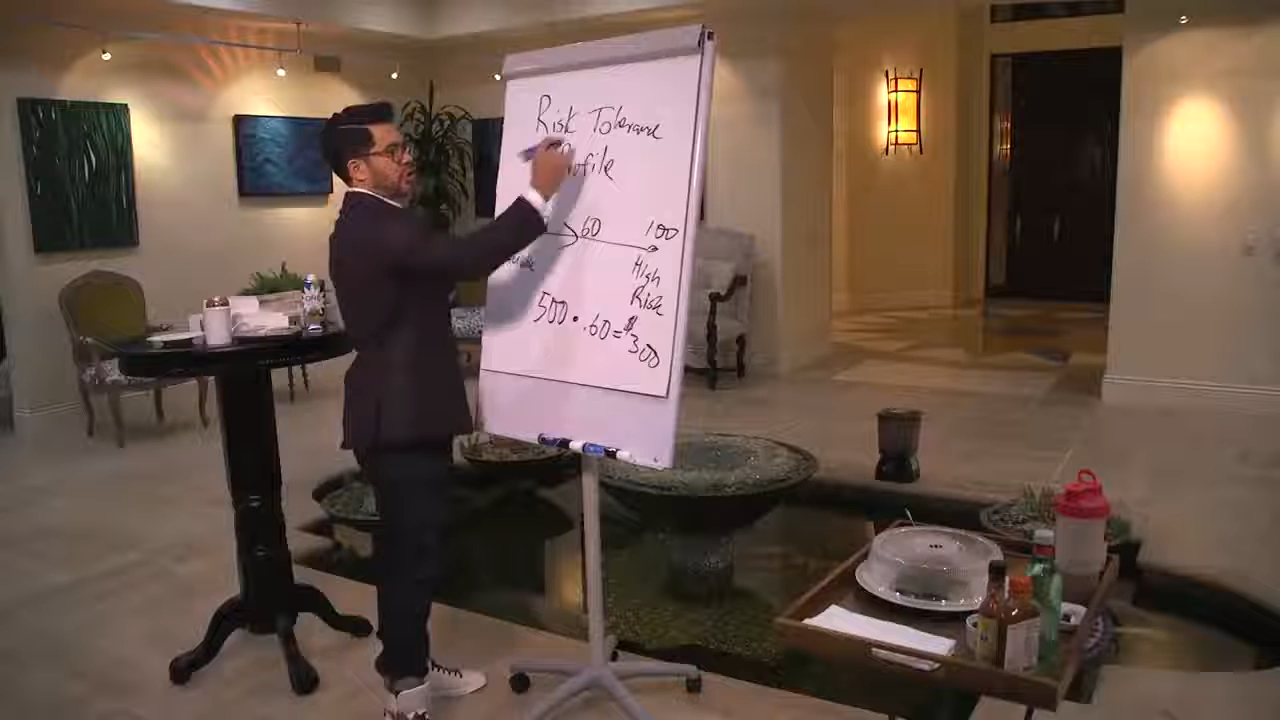 Risk Tolerance
Profile
60 100
High
Risk
500 • .60 = $300